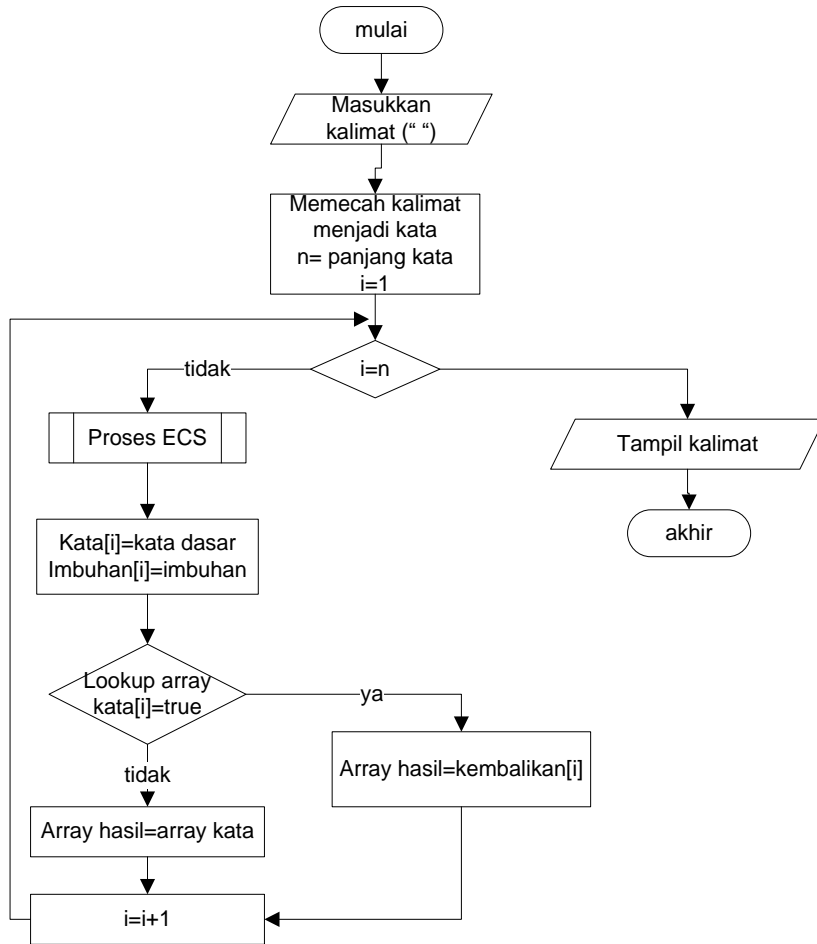 mulai
Masukkan
kalimat (“ “)
Memecah kalimat
menjadi kata
n= panjang kata
i=1
i=n
tidak
Proses ECS
Tampil kalimat
akhir
Kata[i]=kata dasar
Imbuhan[i]=imbuhan
Lookup array
kata[i]=true
ya
Array hasil=kembalikan[i]
tidak
Array hasil=array kata
i=i+1